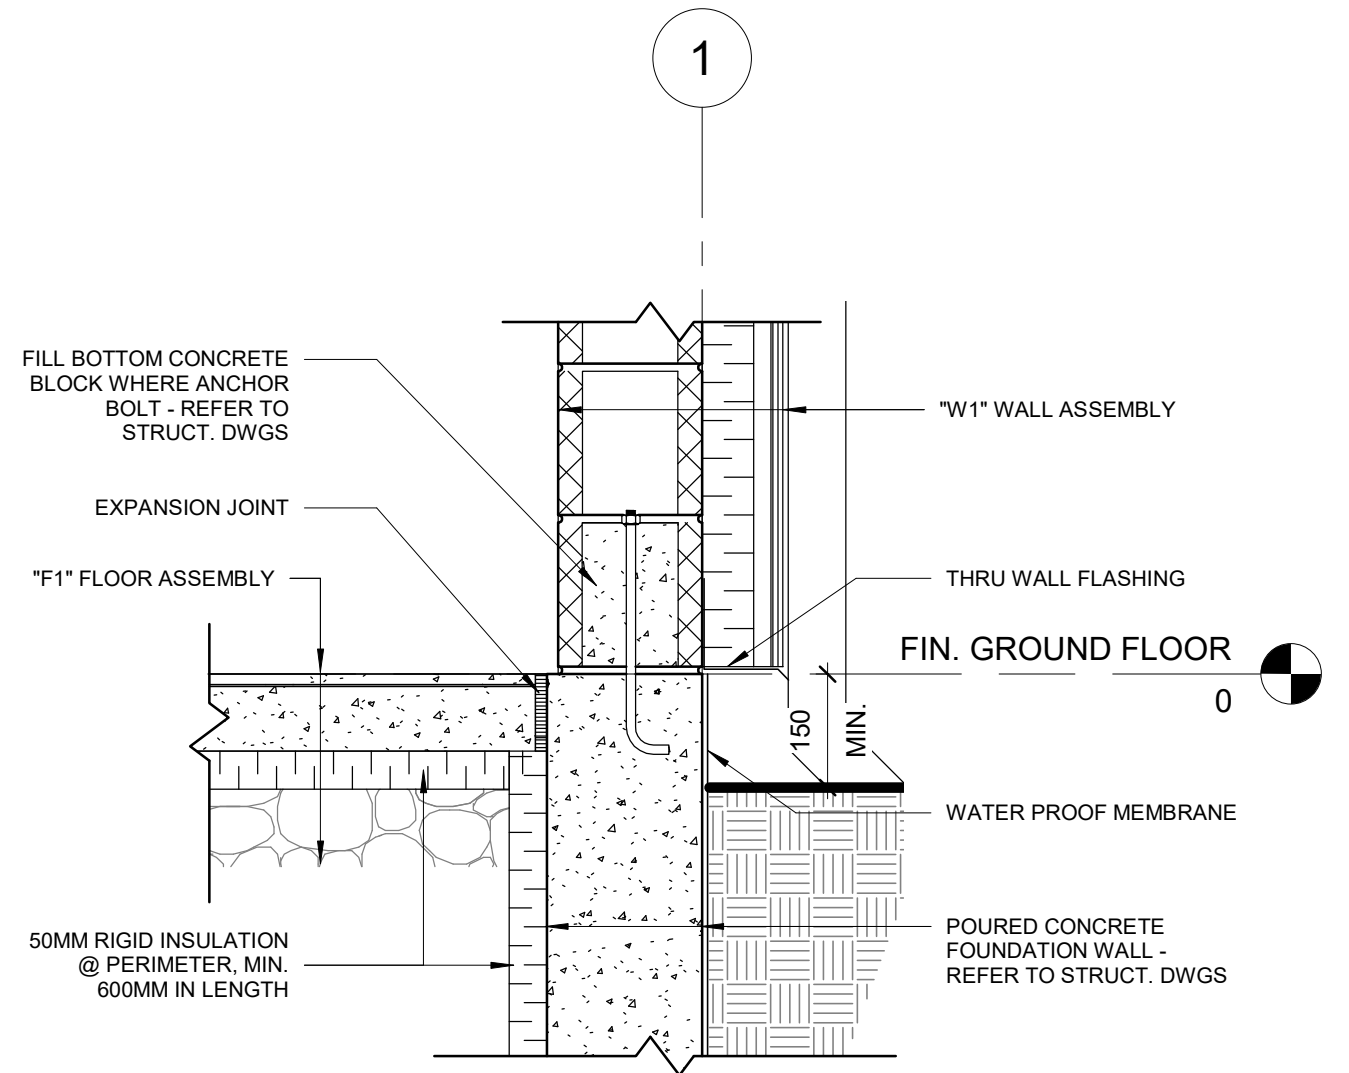 1
FILL BOTTOM CONCRETE
BLOCK WHERE ANCHOR
BOLT - REFER TO
STRUCT. DWGS
"W1" WALL ASSEMBLY
EXPANSION JOINT
"F1" FLOOR ASSEMBLY
THRU WALL FLASHING
FIN. GROUND FLOOR
0
150
MIN.
WATER PROOF MEMBRANE
50MM RIGID INSULATION
@ PERIMETER, MIN.
600MM IN LENGTH
POURED CONCRETE
FOUNDATION WALL -
REFER TO STRUCT. DWGS